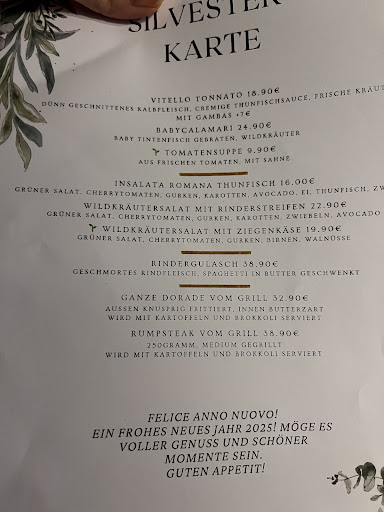 SILVESTER
KARTE
VITELLO TONNATO 18.90€
DÜNN GESCHNITTENES KALBFLEISCH, CREMIGE THUNFISCHSAUCE, FRISCHE
MIT GAMBAS +7€
BABYCALAMARI 24.90€
BABY TINTENFISCH GEBRATEN, WILDKRÄUTER
TOMATENSUPPE 9.90€
AUS FRISCHEN TOMATEN, MIT SAHNE
INSALATA ROMANA THUNFISCH 16.00€
GRÜNER SALAT, CHERRYTOMATEN, GURKEN, KAROTTEN, AVOCADO, EI, THUNFISCH,
WILDKRÄUTERSALAT MIT RINDERSTREIFEN 22.90€
GRÜNER SALAT, CHERRYTOMATEN, GURKEN, KAROTTEN, ZWIEBELN, AVOCADO
WILDKRÄUTERSALAT MIT ZIEGENKÄSE 19.90€
GRÜNER SALAT, CHERRYTOMATEN, GURKEN, BIRNEN, WALNÜSSE
RINDERGULASCH 38.90€
GESCHMORTES RINDFLEISCH, SPAGHETTI IN BUTTER GESCHWENKT
GANZE DORADE VOM GRILL 32.90€
AUSSEN KNUSPRIG FRITTIERT, INNEN BUTTERZART
WIRD MIT KARTOFFELN UND BROKKOLI SERVIERT
RUMPSTEAK VOM GRILL 38.90€
250GRAMM, MEDIUM GEGRILLT
WIRD MIT KARTOFFELN UND BROKKOLI SERVIERT
FELICE ANNO NUOVO!
EIN FROHES NEUES JAHR 2025! MÖGE ES
VOLLER GENUSS UND SCHÖNER
MOMENTE SEIN.
GUTEN APPETIT!